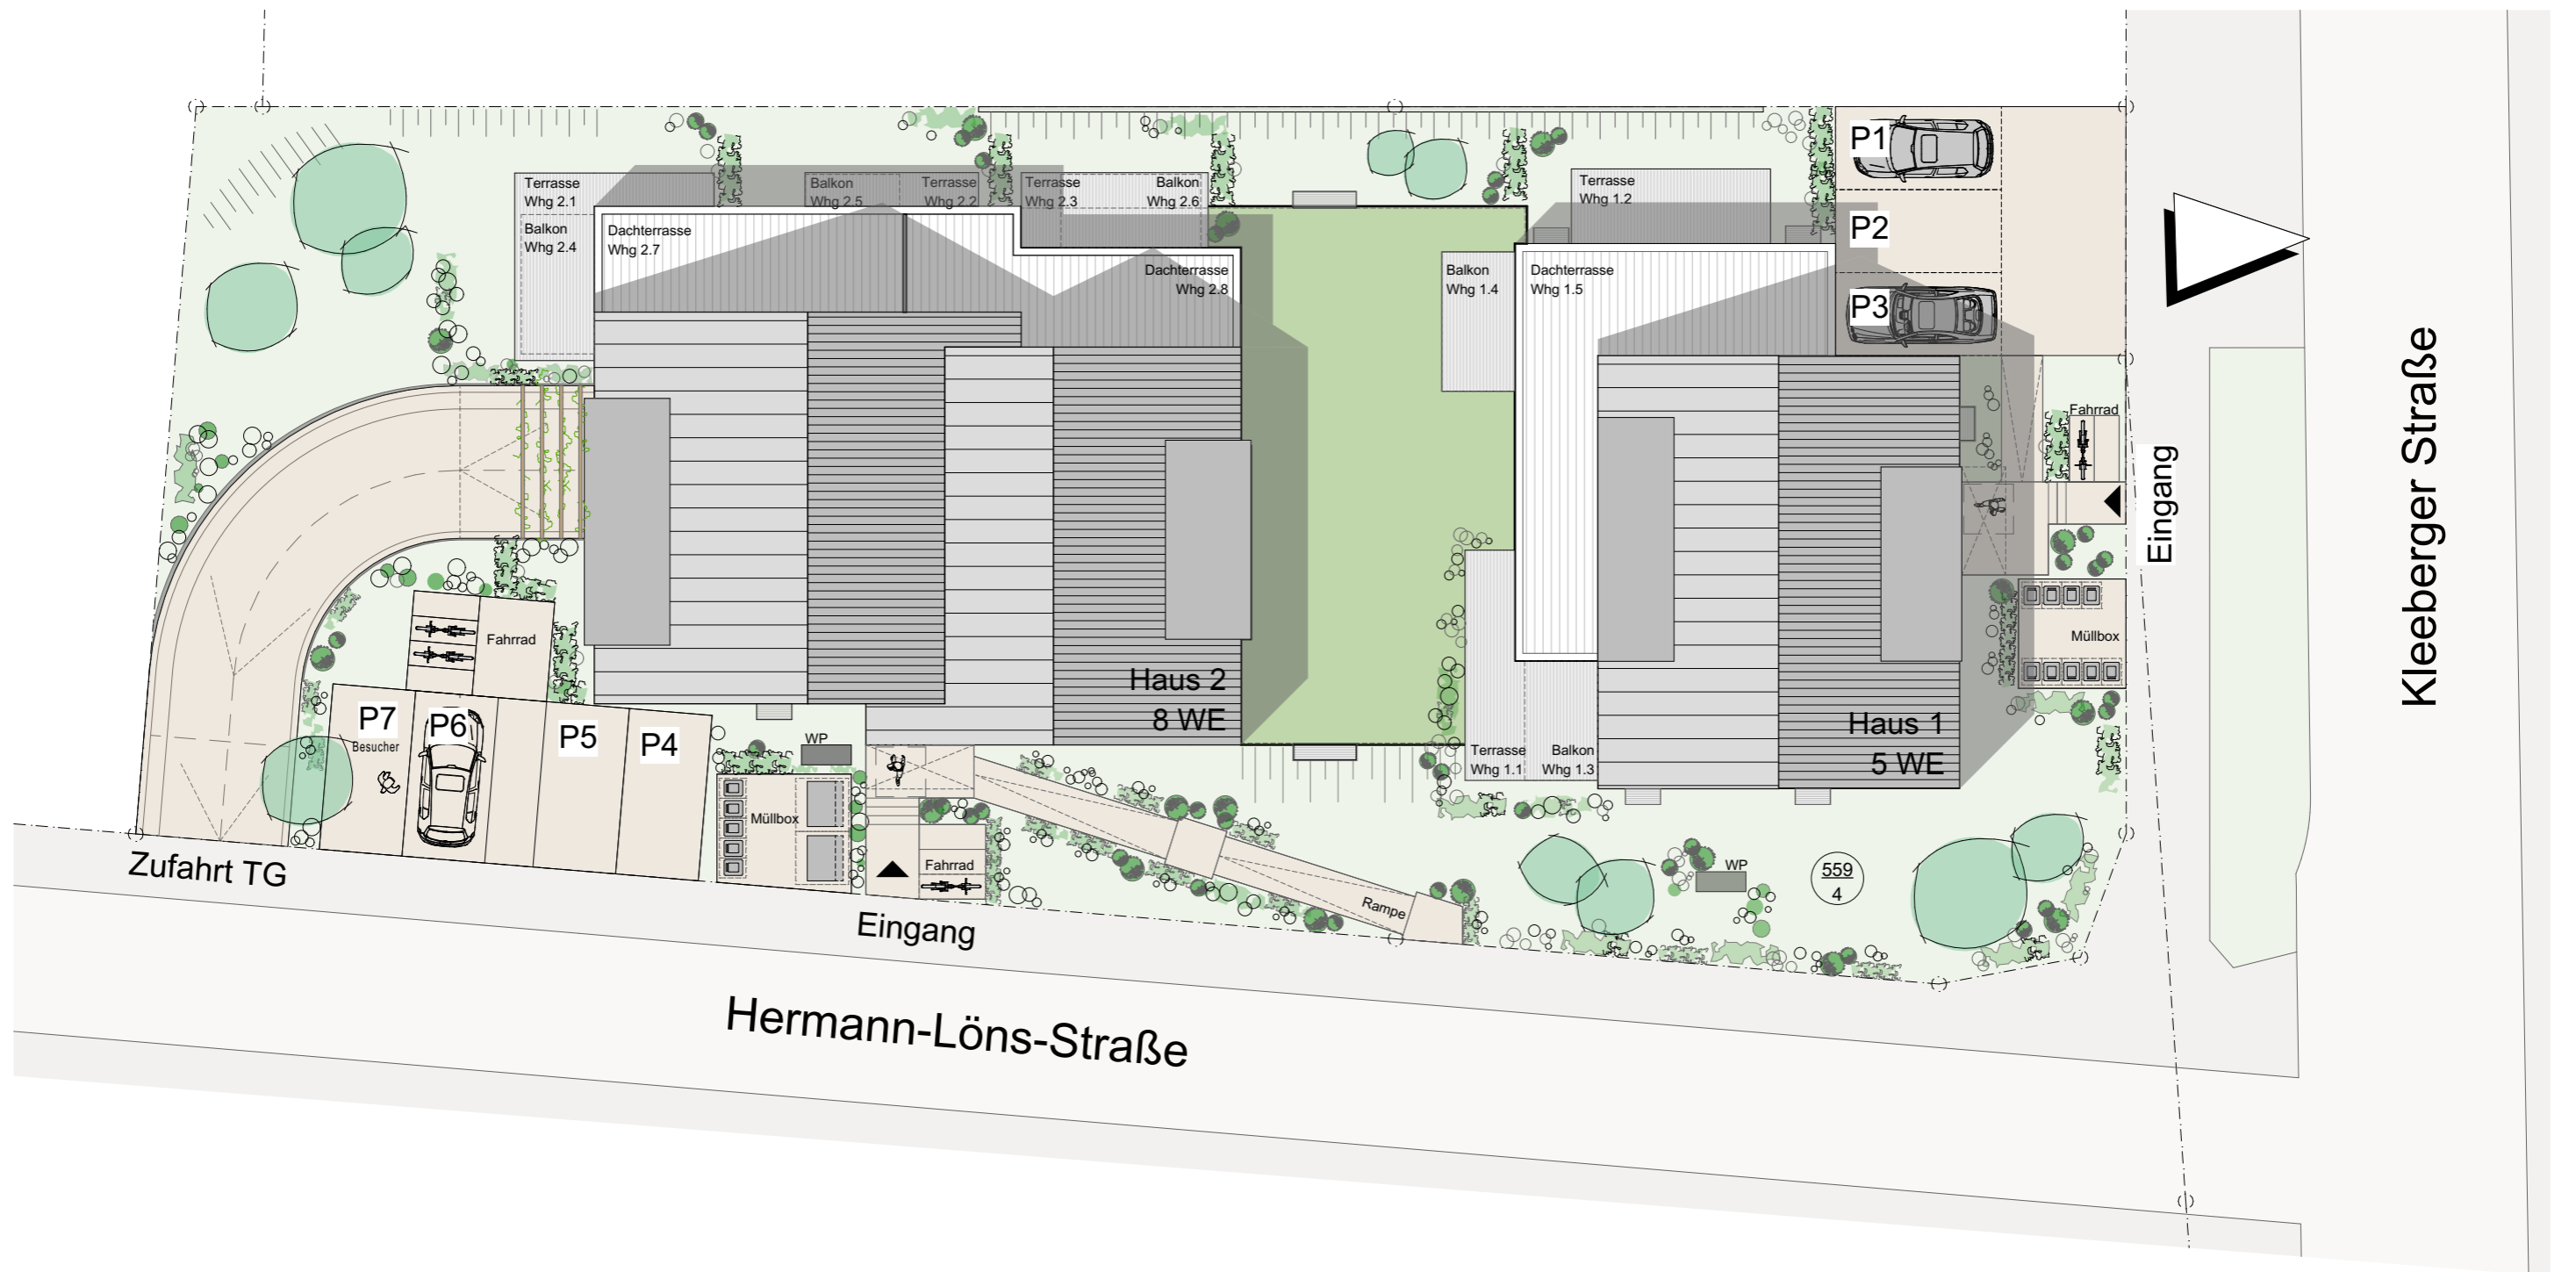 P1
P2
P3
Terrasse
Whg 2.1
Balkon
Whg 2.4
Dachterrasse
Whg 2.7
Balkon
Whg 2.5
Terrasse
Whg 2.2
Terrasse
Whg 2.3
Balkon
Whg 2.6
Dachterrasse
Whg 2.8
Terrasse
Whg 1.2
Balkon
Whg 1.4
Dachterrasse
Whg 1.5
Fahrrad
Eingang
Müllbox
Kleeberger Straße
Fahrrad
Haus 2
8 WE
Haus 1
5 WE
P7
Besucher
P6
P5
P4
WP
Müllbox
Terrasse
Whg 1.1
Balkon
Whg 1.3
Fahrrad
Rampe
WP
559
4
Zufahrt TG
Eingang
Hermann-Löns-Straße